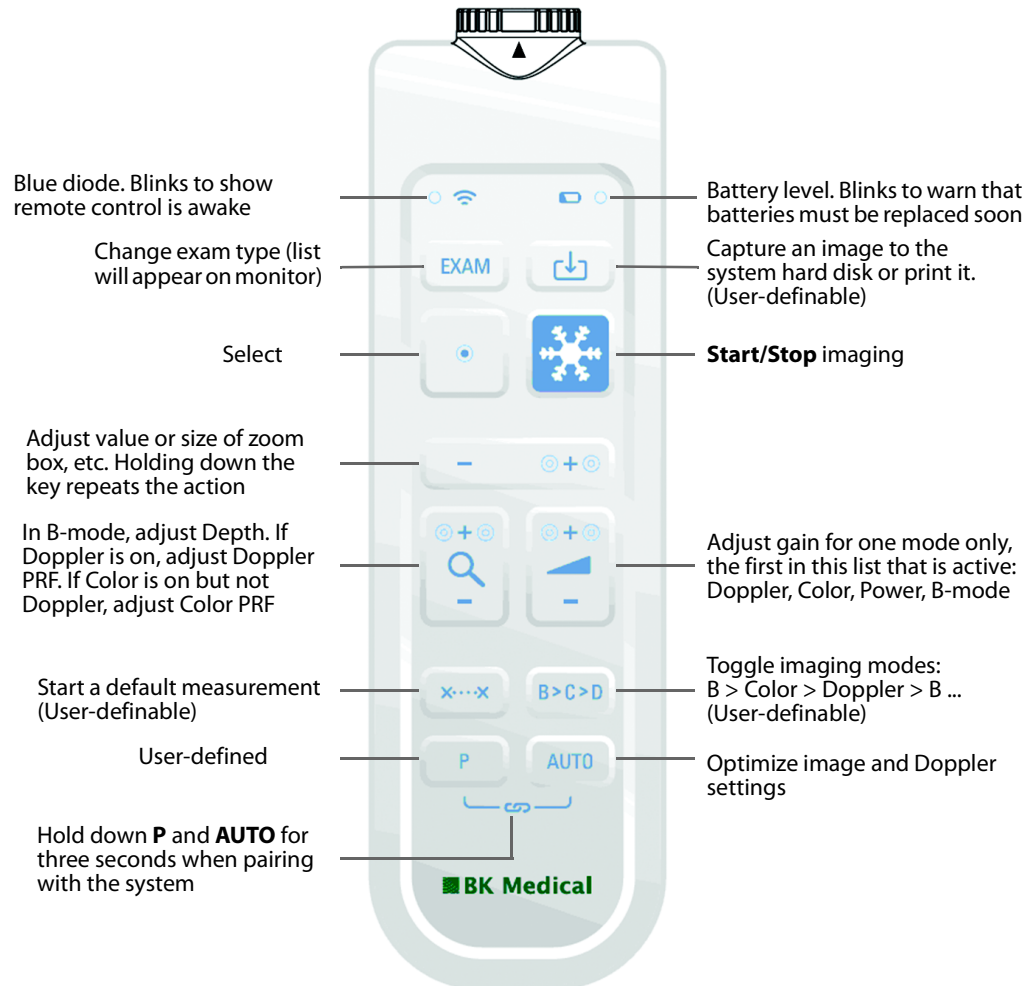 Blue diode. Blinks to show
remote control is awake
Battery level. Blinks to warn that
batteries must be replaced soon
Change exam type (list
will appear on monitor)
EXAM
Capture an image to the
system hard disk or print it.
(User-definable)
Select
Start/Stop imaging
Adjust value or size of zoom
box, etc. Holding down the
key repeats the action
- +
In B-mode, adjust Depth. If
Doppler is on, adjust Doppler
PRF. If Color is on but not
Doppler, adjust Color PRF
+
-
+
-
Adjust gain for one mode only,
the first in this list that is active:
Doppler, Color, Power, B-mode
Start a default measurement
(User-definable)
x····x
B>C>D
Toggle imaging modes:
B > Color > Doppler > B ...
(User-definable)
User-defined
P
AUTO
Optimize image and Doppler
settings
Hold down P and AUTO for
three seconds when pairing
with the system
BK Medical